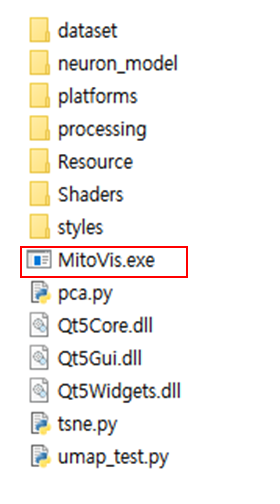 dataset
neuron_model
platforms
processing
Resource
Shaders
styles
MitoVis.exe
pca.py
Qt5Core.dll
Qt5Gui.dll
Qt5Widgets.dll
tsne.py
umap_test.py